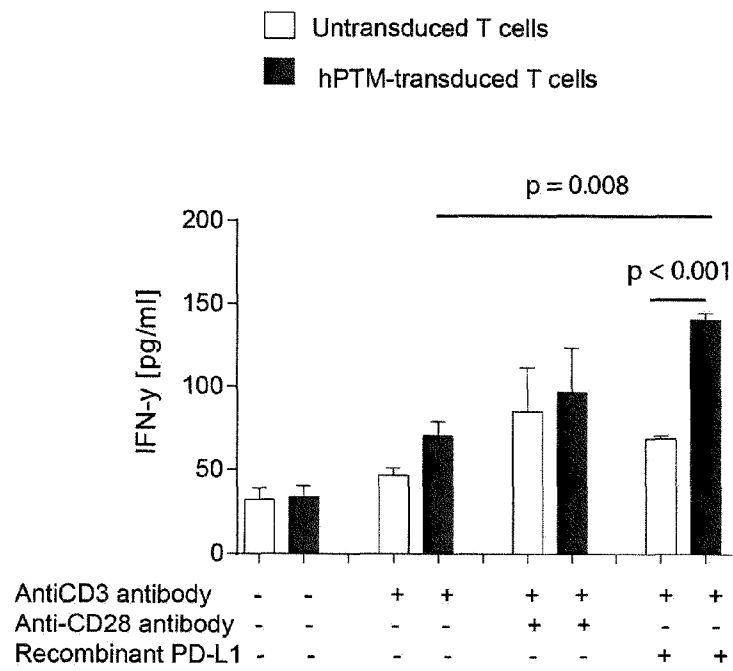 Untransduced T cells
hPTM-transduced T cells
p = 0.008
p < 0.001
IFN-y [pg/ml]
200
150
100
50
0
AntiCD3 antibody - - + + + + + +
Anti-CD28 antibody - - - - + + - -
Recombinant PD-L1 - - - - - - + +